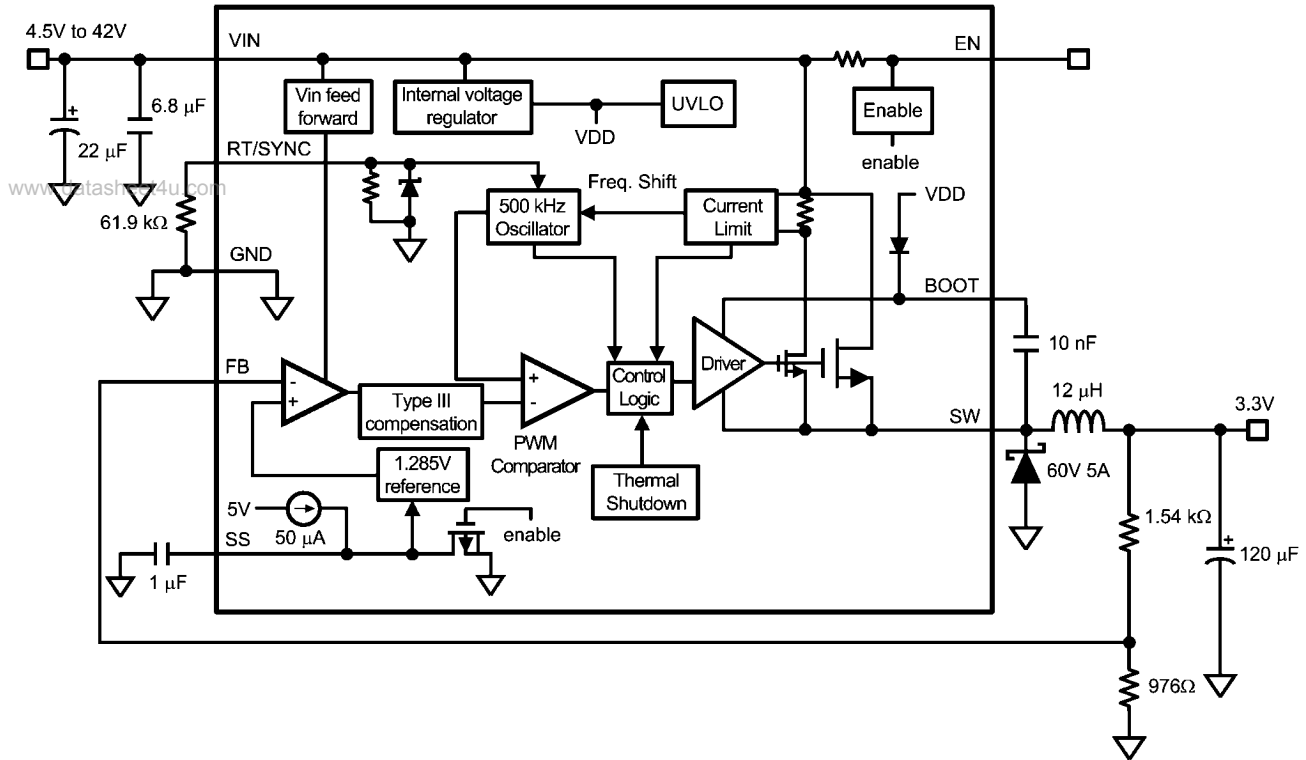 4.5V to 42V
VIN
EN
6.8 μF
22 μF
Vin feed
forward
Internal voltage
regulator
VDD
UVLO
Enable
enable
RT/SYNC
www.datasheet4u.com
61.9 kΩ
Freq. Shift
500 kHz
Oscillator
Current
Limit
VDD
GND
BOOT
10 nF
FB
-
+
Type III
compensation
+
-
PWM
Comparator
Control
Logic
Driver
SW
12 μH
3.3V
1.285V
reference
Thermal
Shutdown
60V 5A
5V
50 μA
enable
SS
1 μF
1.54 kΩ
+
120 μF
976Ω
+